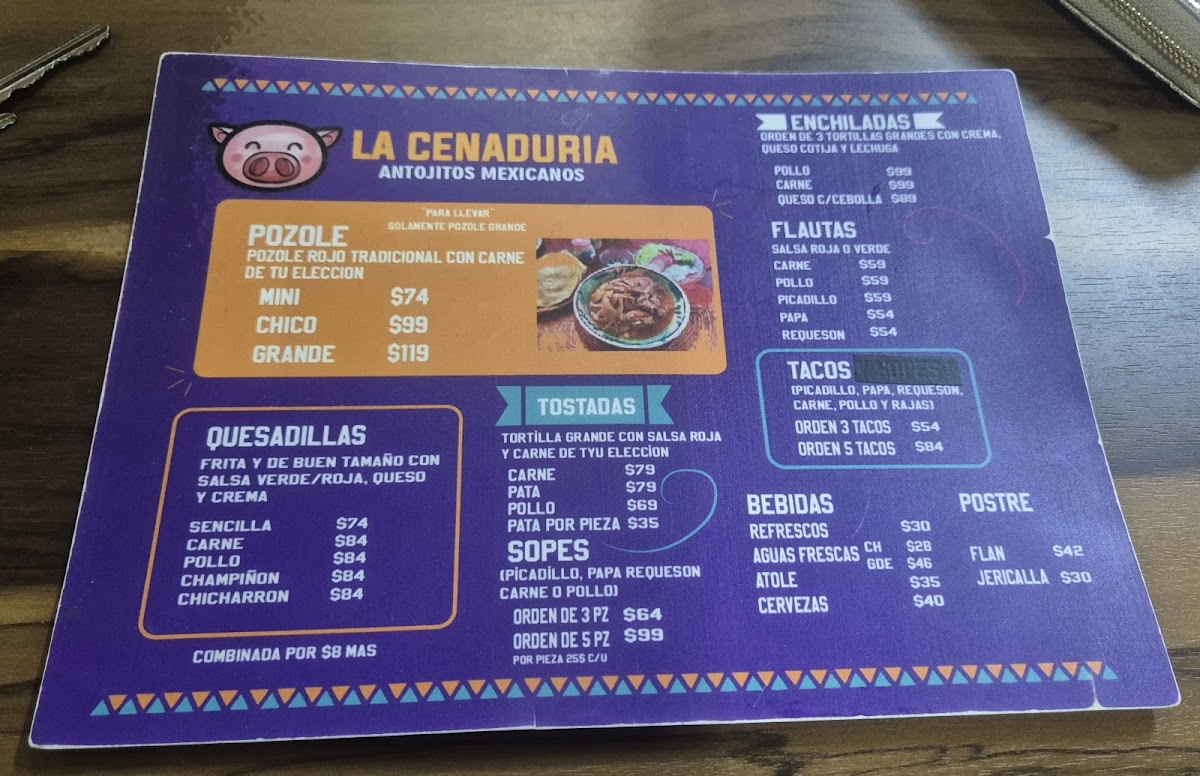 LA CENADURIA
ANTOJITOS MEXICANOS
"PARA LLEVAR"
SOLAMENTE POZOLE GRANDE
POZOLE
POZOLE ROJO TRADICIONAL CON CARNE
DE TU ELECCION
MINI $74
CHICO $99
GRANDE $119
QUESADILLAS
FRITA Y DE BUEN TAMAÑO CON
SALSA VERDE/ROJA, QUESO
Y CREMA
SENCILLA $74
CARNE $84
POLLO $84
CHAMPIÑON $84
CHICHARRON $84
COMBINADA POR $8 MAS
TOSTADAS
TORTILLA GRANDE CON SALSA ROJA
Y CARNE DE TYU ELECCION
CARNE $79
PATA $79
POLLO $69
PATA POR PIEZA $35
SOPES
(PICADILLO, PAPA REQUESON
CARNE O POLLO)
ORDEN DE 3 PZ $64
ORDEN DE 5 PZ $99
POR PIEZA 25$ C/U
ENCHILADAS
ORDEN DE 3 TORTILLAS GRANDES CON CREMA,
QUESO COTIJA Y LECHUGA
POLLO $99
CARNE $99
QUESO C/CEBOLLA $89
FLAUTAS
SALSA ROJA O VERDE
CARNE $59
POLLO $59
PICADILLO $59
PAPA $54
REQUESON $54
TACOS
(PICADILLO, PAPA, REQUESON,
CARNE, POLLO Y RAJAS)
ORDEN 3 TACOS $54
ORDEN 5 TACOS $84
BEBIDAS
REFRESCOS $30
AGUAS FRESCAS CH $28
GDE $46
ATOLE $35
CERVEZAS $40
POSTRE
FLAN $42
JERICALLA $30